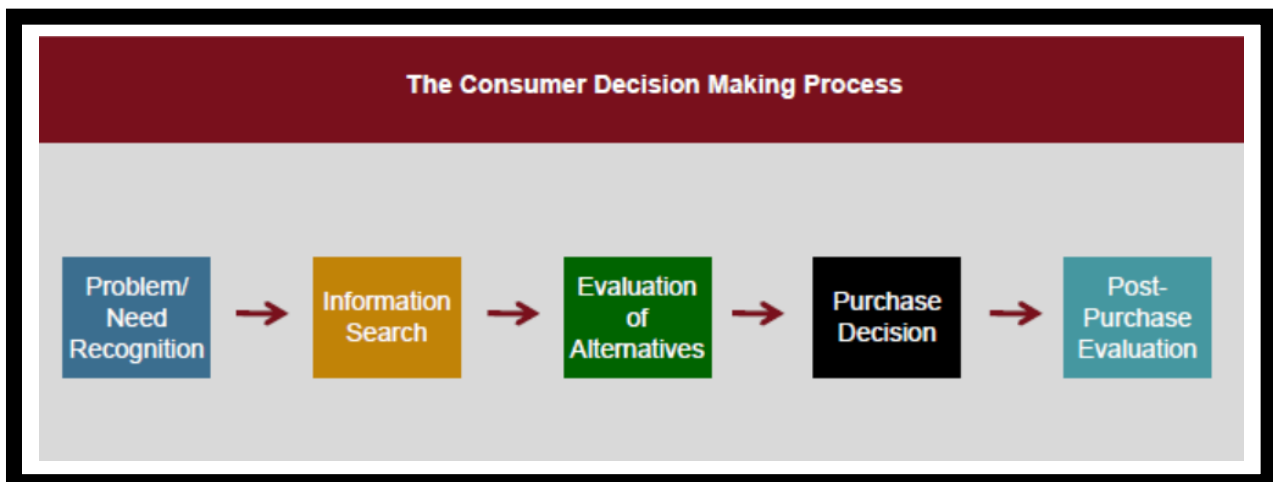 The Consumer Decision Making Process
Problem/
Need
Recognition
Information
Search
Evaluation
of
Alternatives
Purchase
Decision
Post-
Purchase
Evaluation